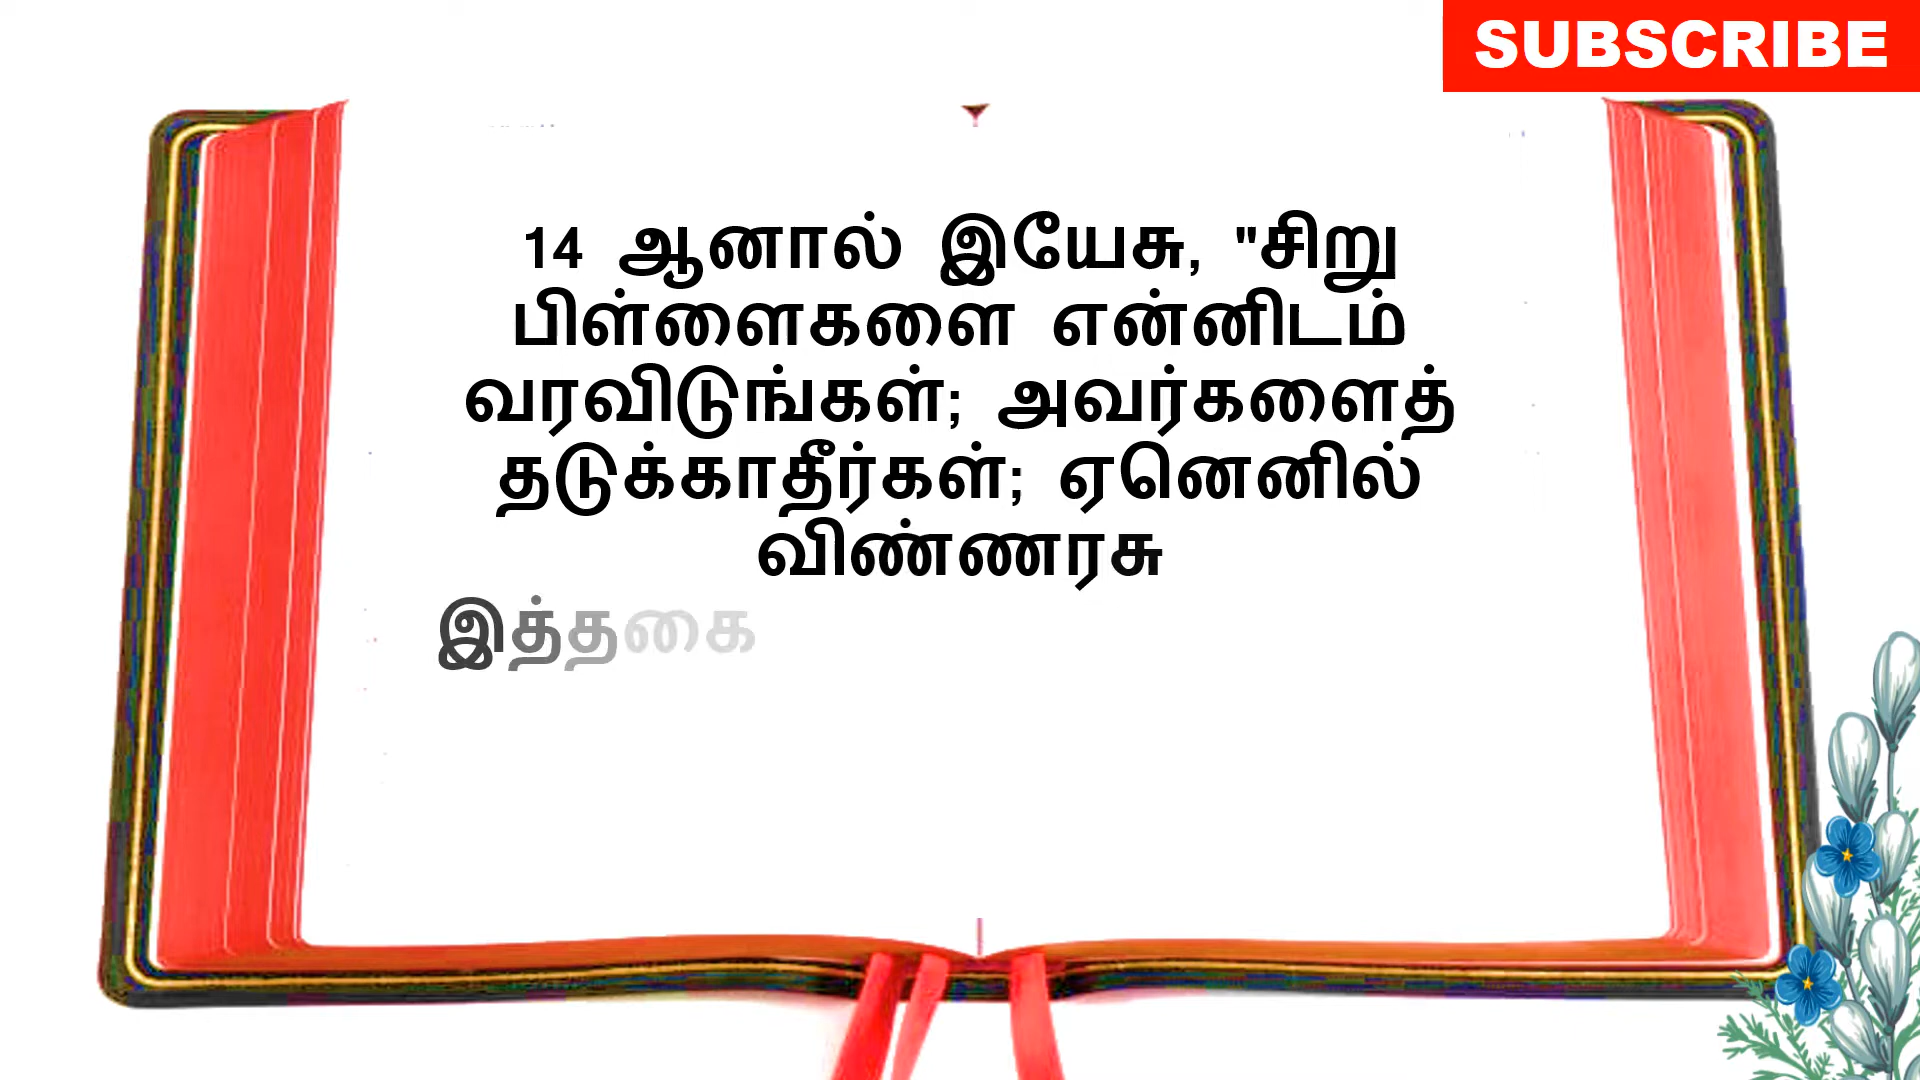 SUBSCRIBE
14 ஆனால் இயேசு, "சிறு
பிள்ளைகளை என்னிடம்
வரவிடுங்கள்; அவர்களைத்
தடுக்காதீர்கள்; ஏனெனில்
விண்ணரசு
இத்தகை